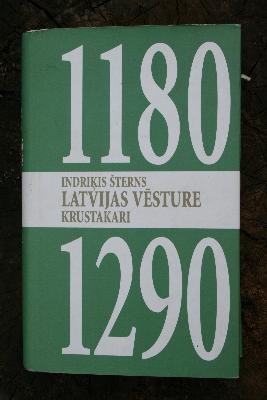 1180
INDRIĶIS ŠTERNS
LATVIJAS VĒSTURE
KRUSTAKARI
1290